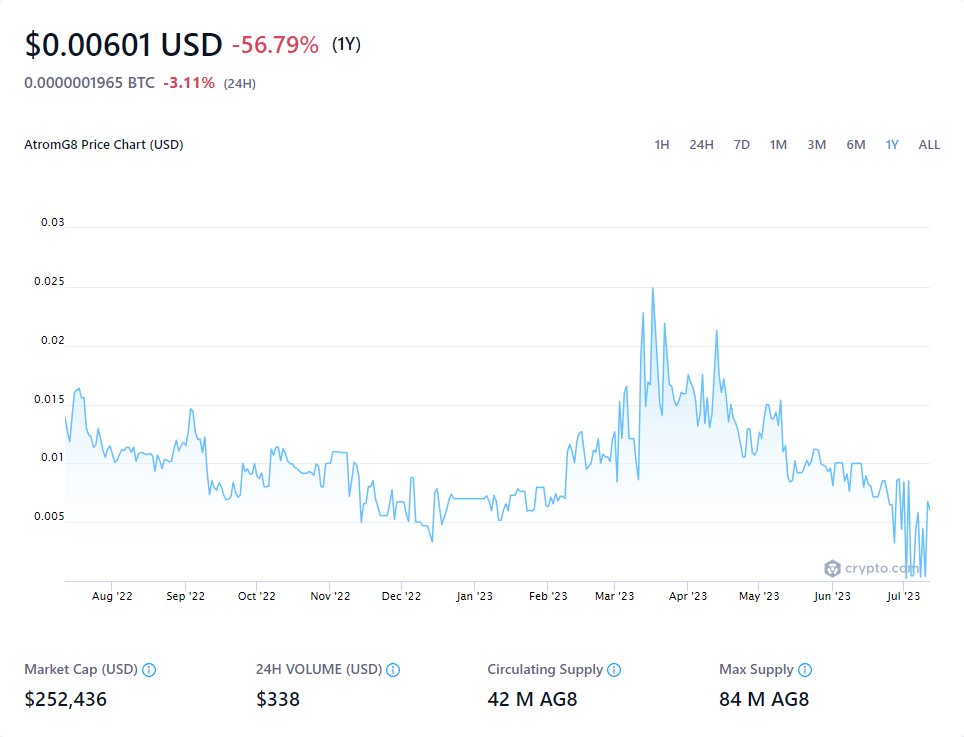 $0.00601 USD -56.79% (1Y)
0.0000001965 BTC -3.11% (24H)
AtromG8 Price Chart (USD) 1H 24H 7D 1M 3M 6M 1Y ALL
0.03
0.025
0.02
0.015
0.01
0.005
crypto.com
Aug '22 Sep '22 Oct '22 Nov '22 Dec '22 Jan '23 Feb '23 Mar '23 Apr '23 May '23 Jun '23 Jul '23
Market Cap (USD) 24H VOLUME (USD) Circulating Supply Max Supply
$252,436 $338 42 M AG8 84 M AG8